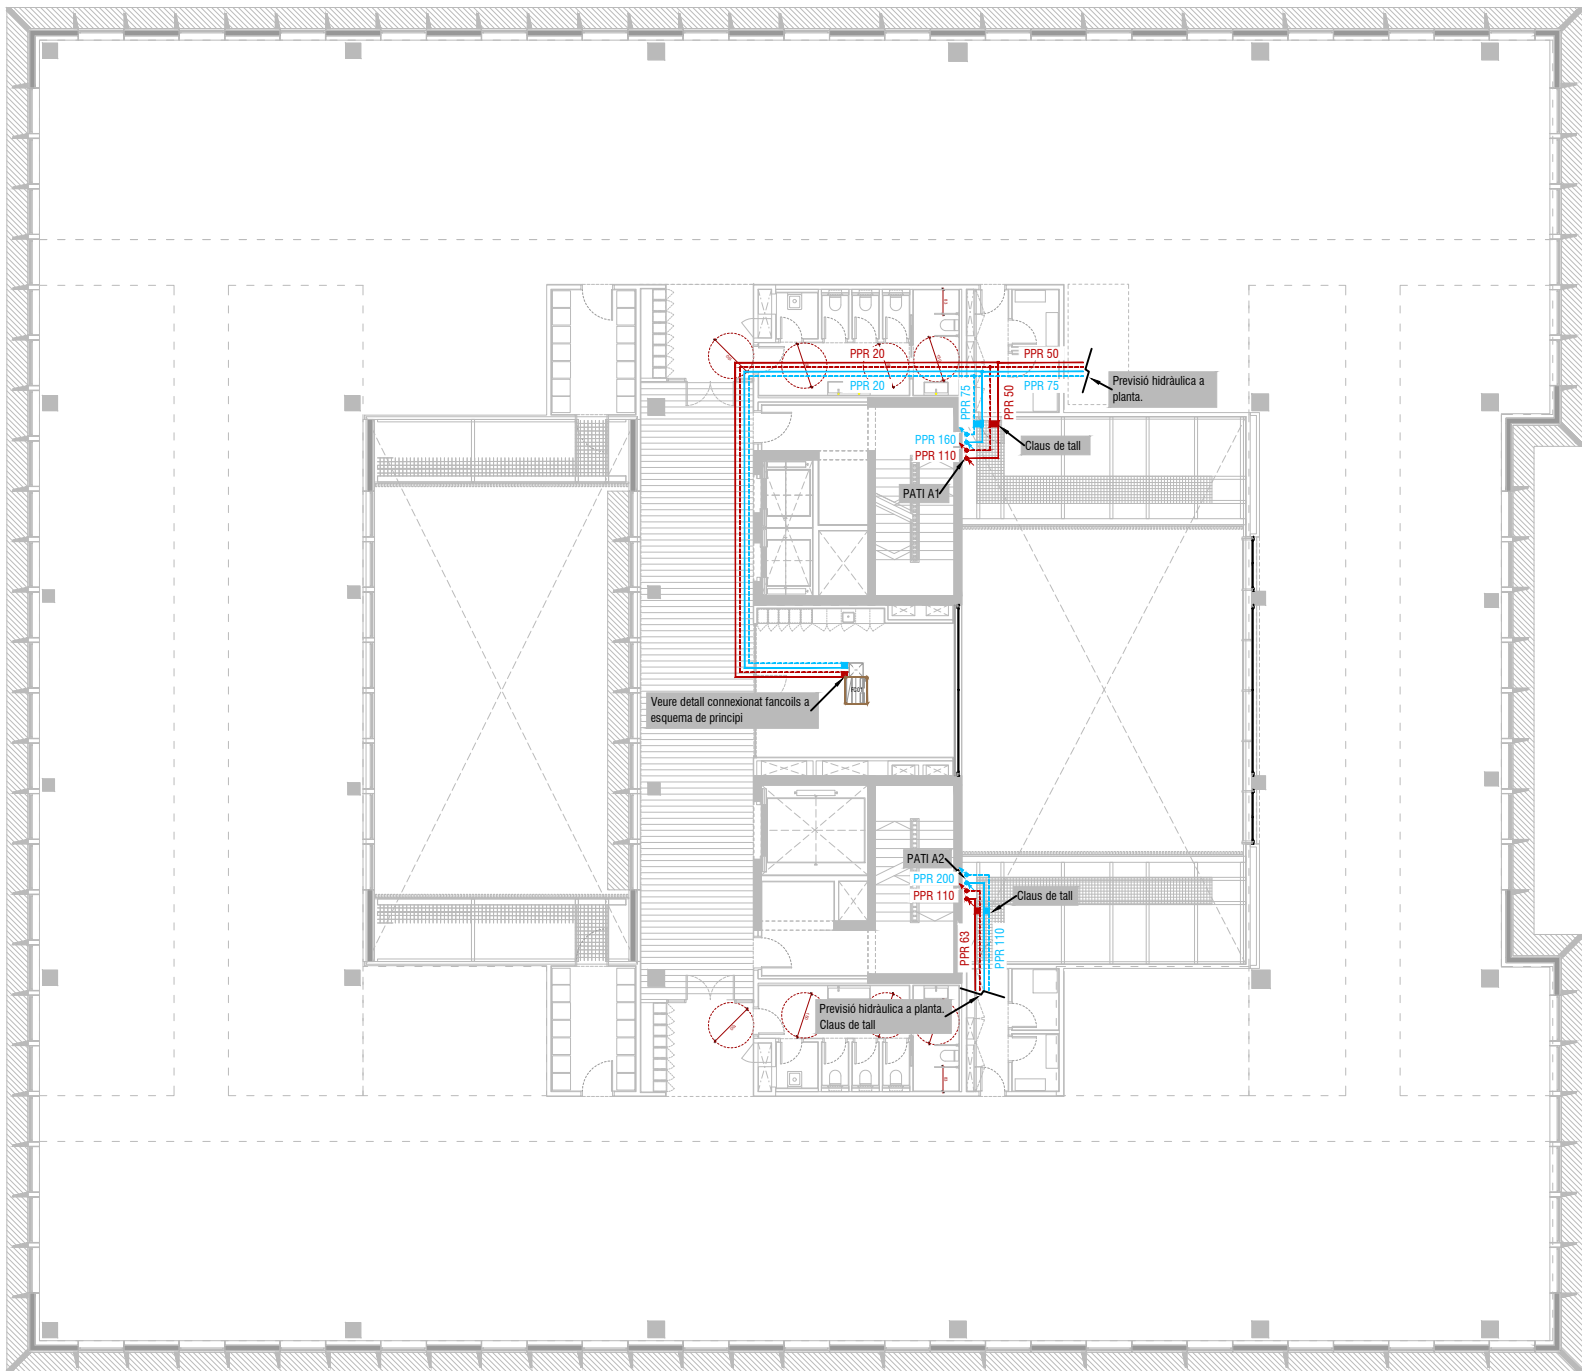 PPR 20
PPR 50
PPR 20
PPR 75
Previsió hidràulica a
planta.
PPR 75
PPR 50
PPR 160
PPR 110
Claus de tall
PATI A1
Veure detall connexionat fancoils a
esquema de principi
PATI A2
PPR 200
PPR 110
Claus de tall
PPR 63
PPR 110
Previsió hidràulica a planta.
Claus de tall